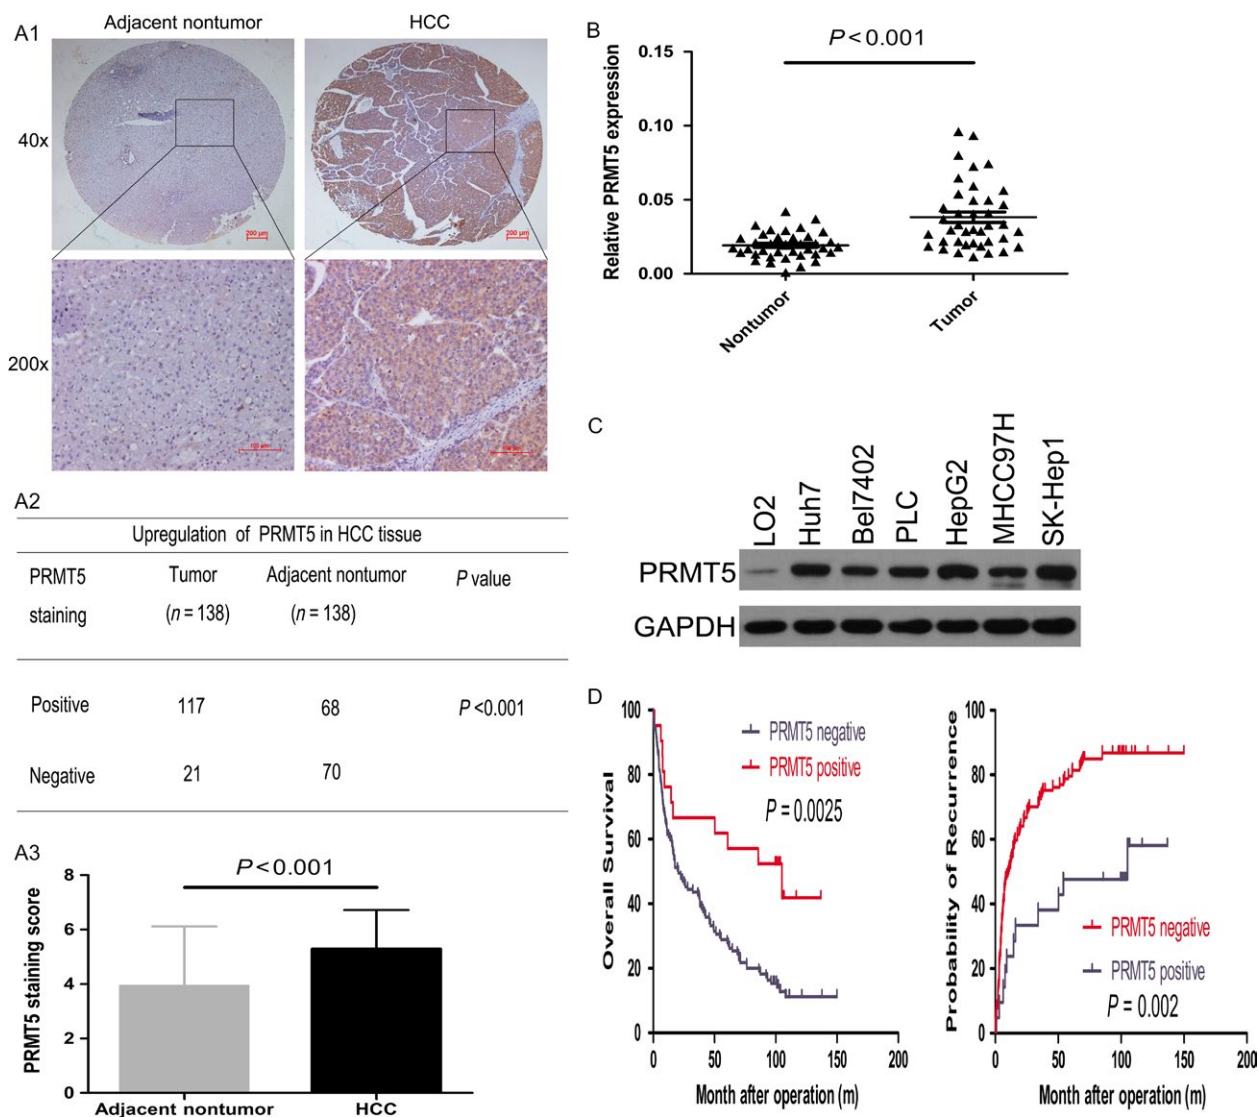 A1
Adjacent nontumor
HCC
40x
200 µm
200 µm
200x
100 µm
A2
Upregulation of PRMT5 in HCC tissue
PRMT5 staining
Tumor (n = 138)
Adjacent nontumor (n = 138)
P value
Positive 117 68 P <0.001
Negative 21 70
A3
P < 0.001
PRMT5 staining score
8
6
4
2
0
Adjacent nontumor
HCC
B
P < 0.001
Relative PRMT5 expression
0.15
0.10
0.05
0.00
Nontumor
Tumor
C
LO2
Huh7
Bel7402
PLC
HepG2
MHCC97H
SK-Hep1
PRMT5
GAPDH
D
Overall Survival
100
80
60
40
20
0
PRMT5 negative
PRMT5 positive
P = 0.0025
0 50 100 150 200
Month after operation (m)
Probability of Recurrence
100
80
60
40
20
0
PRMT5 negative
PRMT5 positive
P = 0.002
0 50 100 150 200
Month after operation (m)